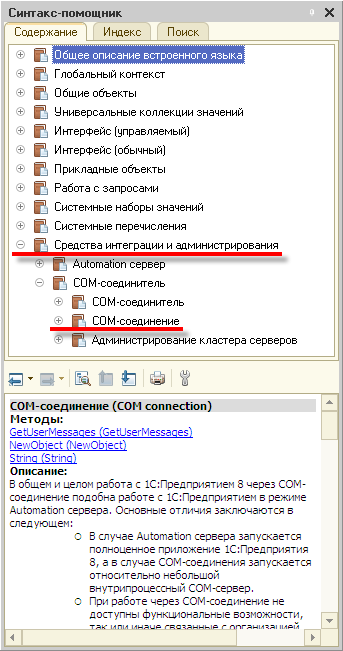 Синтакс-помощник
Содержание Индекс Поиск
Общее описание встроенного языка
Глобальный контекст
Общие объекты
Универсальные коллекции значений
Интерфейс (управляемый)
Интерфейс (обычный)
Прикладные объекты
Работа с запросами
Системные наборы значений
Системные перечисления
Средства интеграции и администрирования
Automation сервер
COM-соединитель
COM-соединитель
COM-соединение
Администрирование кластера серверов
COM-соединение (COM connection)
Методы:
GetUserMessages (GetUserMessages)
NewObject (NewObject)
String (String)
Описание:
В общем и целом работа с 1С:Предприятием 8 через COM-
соединение подобна работе с 1С:Предприятием в режиме
Automation сервера. Основные отличия заключаются в
следующем:
В случае Automation сервера запускается
полноценное приложение 1С:Предприятия
8, а в случае COM-соединения запускается
относительно небольшой
внутрипроцессный COM-сервер.
При работе через COM-соединение не
доступны функциональные возможности,
так или иначе связанные с организацией